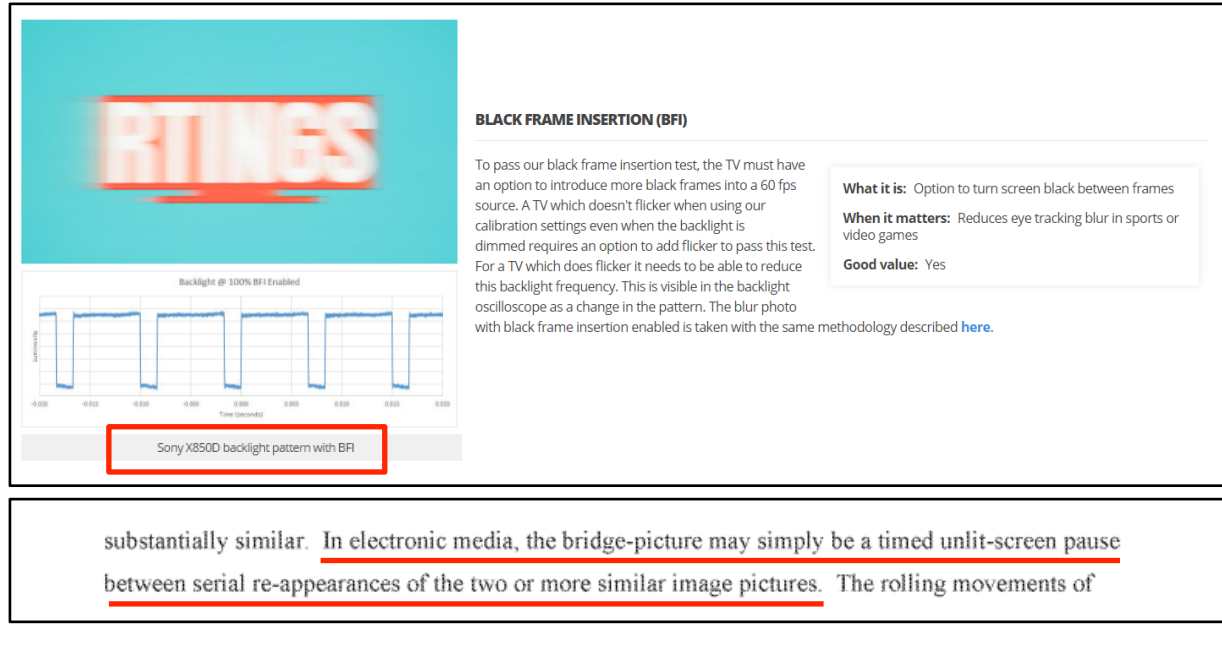 RTINGS
BLACK FRAME INSERTION (BFI)
To pass our black frame insertion test, the TV must have
an option to introduce more black frames into a 60 fps
source. A TV which doesn't flicker when using our
calibration settings even when the backlight is
dimmed requires an option to add flicker to pass this test.
For a TV which does flicker it needs to be able to reduce
this backlight frequency. This is visible in the backlight
oscilloscope as a change in the pattern. The blur photo
with black frame insertion enabled is taken with the same methodology described here.
What it is: Option to turn screen black between frames
When it matters: Reduces eye tracking blur in sports or
video games
Good value: Yes
Backlight @ 100% BFI Enabled
Luminosity
-0.020 -0.015 -0.010 -0.005 0.000 0.005 0.010 0.015 0.020
Time (seconds)
Sony X850D backlight pattern with BFI
substantially similar. In electronic media, the bridge-picture may simply be a timed unlit-screen pause
between serial re-appearances of the two or more similar image pictures. The rolling movements of